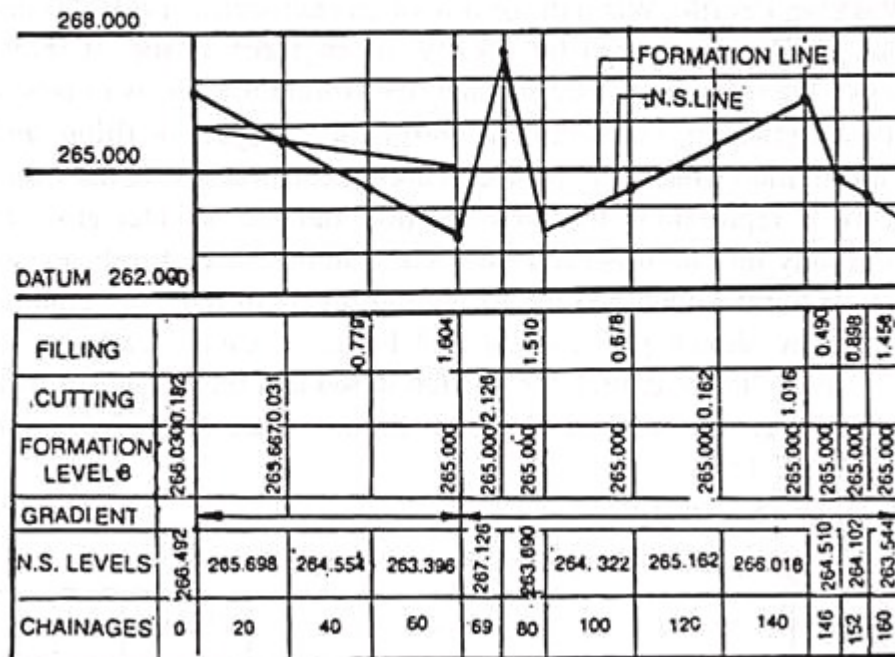 268.000
FORMATION LINE
N.S.LINE
265.000
DATUM 262.000
FILLING -0.779 1.604 1.510 0.678 0.490 0.898 1.456
CUTTING 0.182 0.031 2.126 0.162 1.016
FORMATION LEVELS 266.030 265.667 265.000 265.000 265.000 265.000 265.000 265.000 265.000 265.000 265.000
GRADIENT
N.S. LEVELS 266.492 265.698 264.554 263.396 267.126 263.690 264.322 265.162 266.016 264.510 264.102 263.544
CHAINAGES 0 20 40 60 69 80 100 120 140 146 152 160